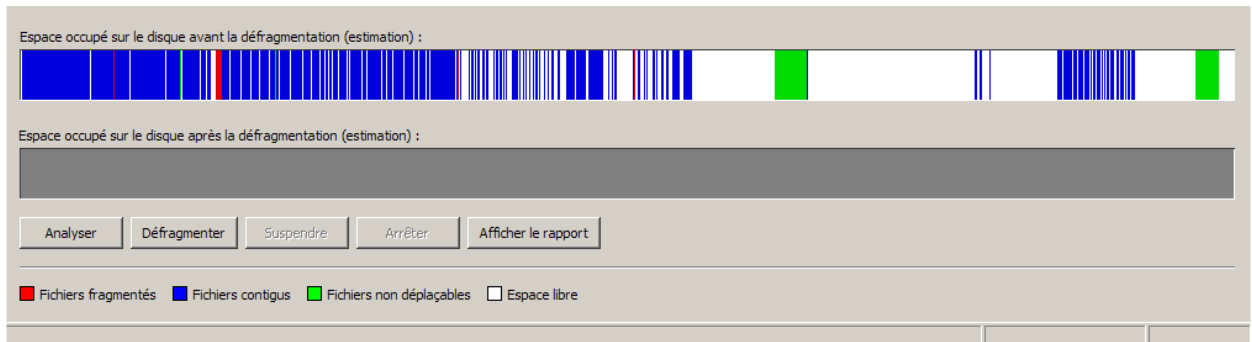 Espace occupé sur le disque avant la défragmentation (estimation) :
Espace occupé sur le disque après la défragmentation (estimation) :
Analyser Défragmenter Suspendre Arrêter Afficher le rapport
Fichiers fragmentés Fichiers contigus Fichiers non déplaçables Espace libre